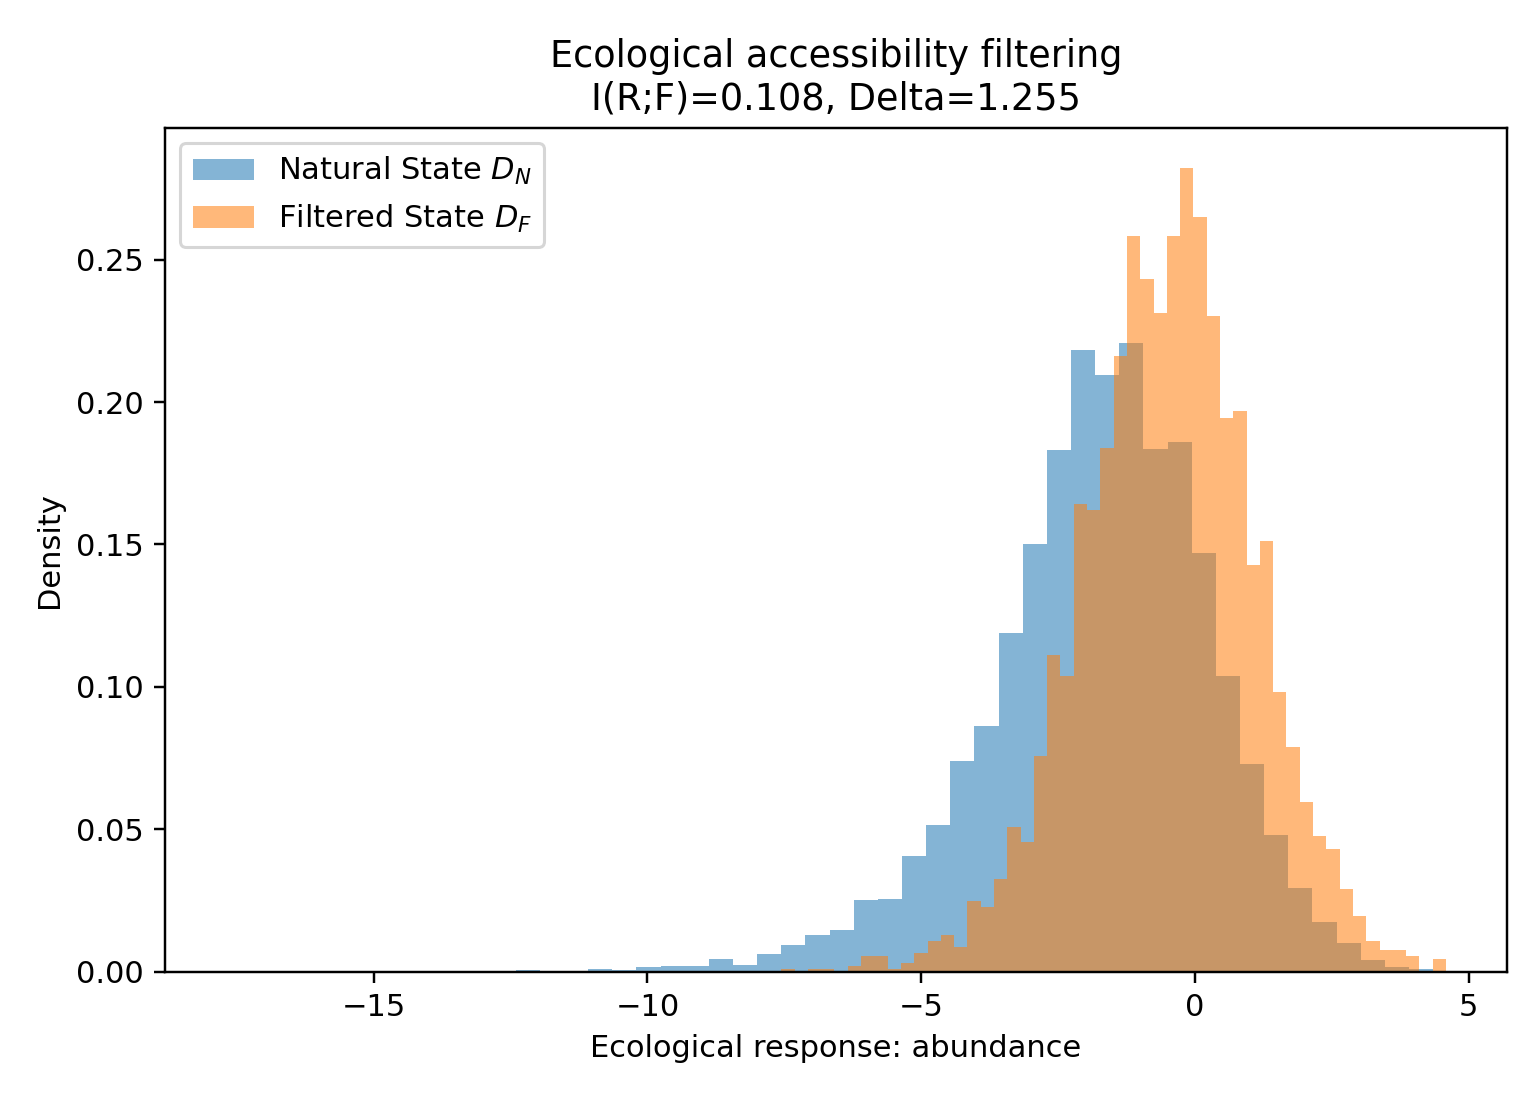 Ecological accessibility filtering
I(R;F)=0.108, Delta=1.255
Natural State D_N
Filtered State D_F
0.25
0.20
0.15
0.10
0.05
0.00
Density
−15
−10
−5
0
5
Ecological response: abundance